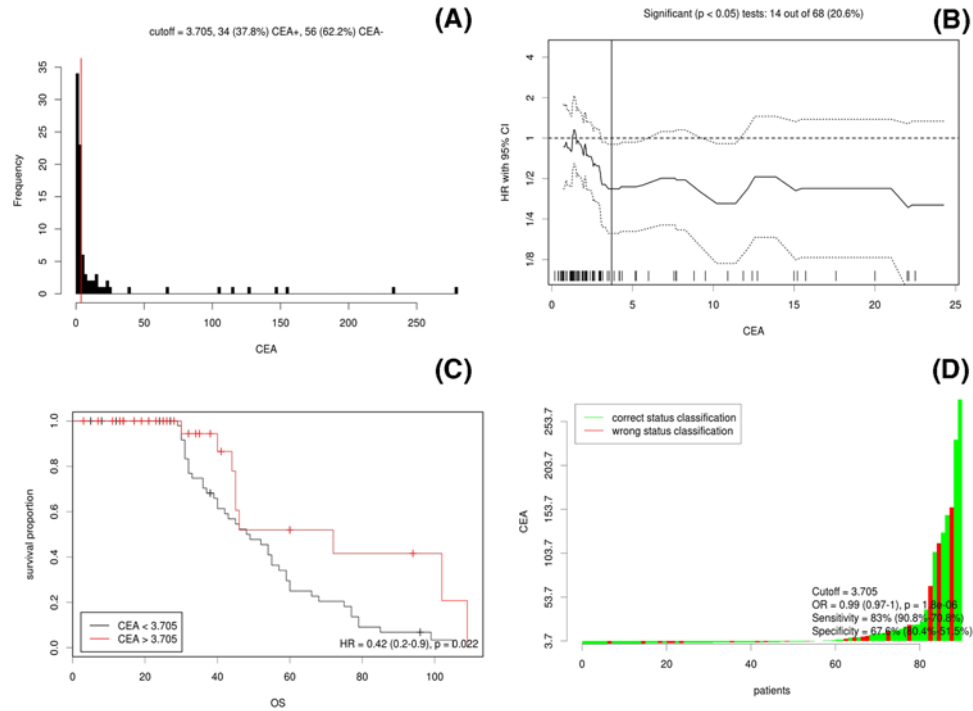 (A)
cutoff = 3.705, 34 (37.8%) CEA+, 56 (62.2%) CEA-
Frequency
35
30
25
20
15
10
5
0
0 50 100 150 200 250
CEA
(B)
Significant (p < 0.05) tests: 14 out of 68 (20.6%)
HR with 95% CI
4
2
1
1/2
1/4
1/8
0 5 10 15 20 25
CEA
(C)
survival proportion
1.0
0.8
0.6
0.4
0.2
0.0
CEA < 3.705
CEA > 3.705
HR = 0.42 (0.2-0.9), p = 0.022
0 20 40 60 80 100
OS
(D)
correct status classification
wrong status classification
CEA
253.7
203.7
153.7
103.7
53.7
3.7
Cutoff = 3.705
OR = 0.99 (0.97-1), p = 1.8e-06
Sensitivity = 83% (90.8%-70.8%)
Specificity = 67.6% (80.4%-51.5%)
0 20 40 60 80
patients